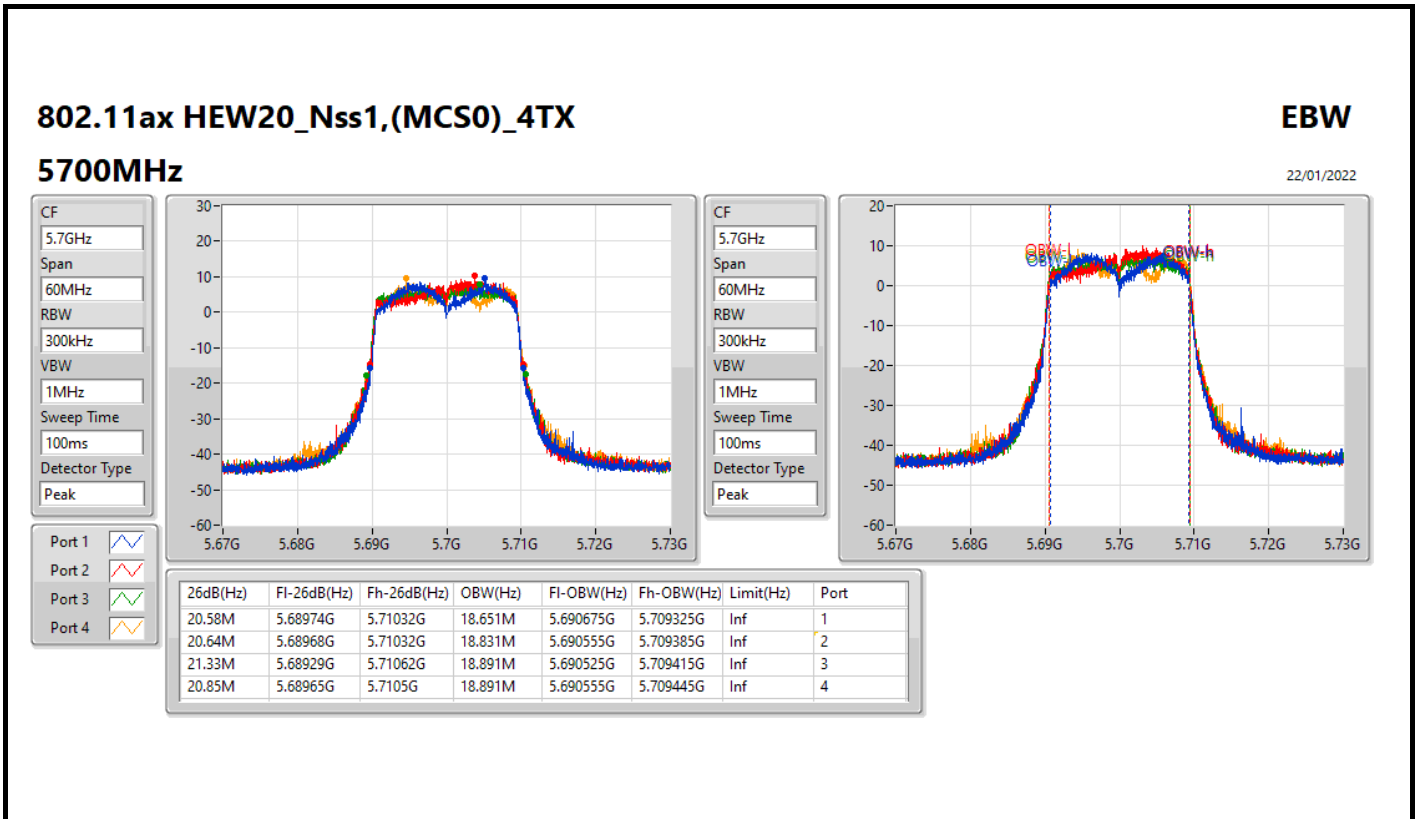 802.11ax HEW20_Nss1,(MCS0)_4TX
EBW
5700MHz
22/01/2022
CF
5.7GHz
Span
60MHz
RBW
300kHz
VBW
1MHz
Sweep Time
100ms
Detector Type
Peak
30
20
10
0
-10
-20
-30
-40
-50
-60
5.67G 5.68G 5.69G 5.7G 5.71G 5.72G 5.73G
CF
5.7GHz
Span
60MHz
RBW
300kHz
VBW
1MHz
Sweep Time
100ms
Detector Type
Peak
20
10
0
-10
-20
-30
-40
-50
-60
OBW-h
5.67G 5.68G 5.69G 5.7G 5.71G 5.72G 5.73G
Port 1
Port 2
Port 3
Port 4
26dB(Hz) Fl-26dB(Hz) Fh-26dB(Hz) OBW(Hz) Fl-OBW(Hz) Fh-OBW(Hz) Limit(Hz) Port
20.58M 5.68974G 5.71032G 18.651M 5.690675G 5.709325G Inf 1
20.64M 5.68968G 5.71032G 18.831M 5.690555G 5.709385G Inf 2
21.33M 5.68929G 5.71062G 18.891M 5.690525G 5.709415G Inf 3
20.85M 5.68965G 5.7105G 18.891M 5.690555G 5.709445G Inf 4